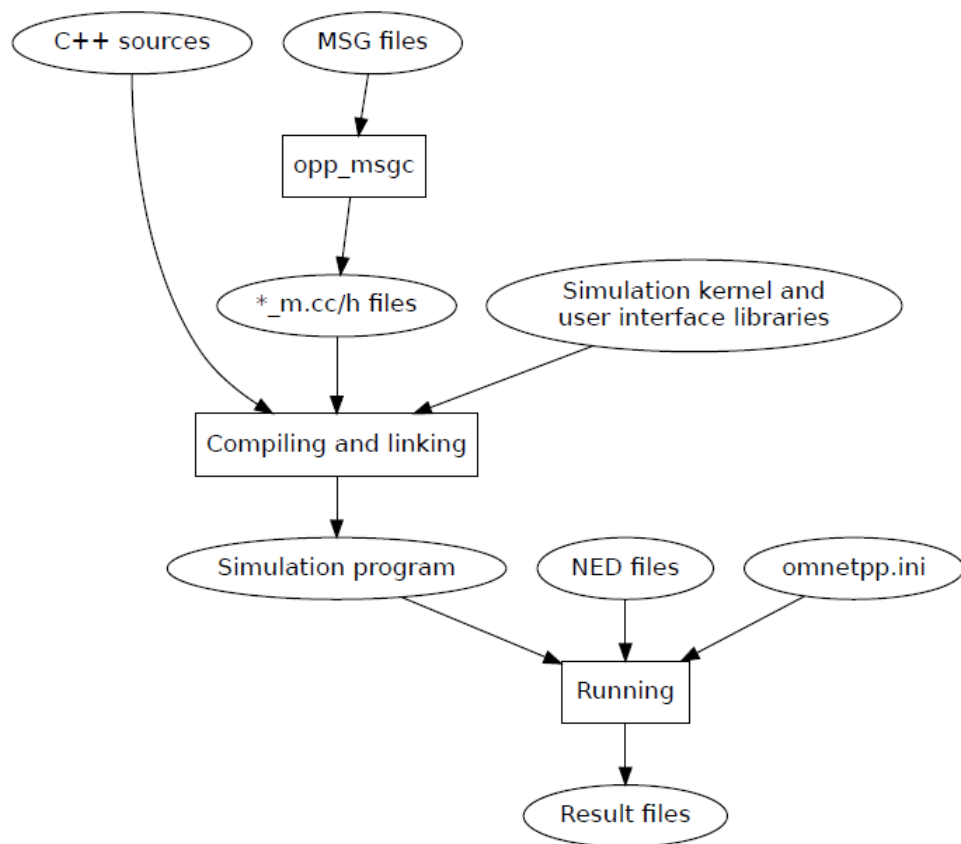 C++ sources
MSG files
opp_msgc
*_m.cc/h files
Simulation kernel and
user interface libraries
Compiling and linking
Simulation program
NED files
omnetpp.ini
Running
Result files